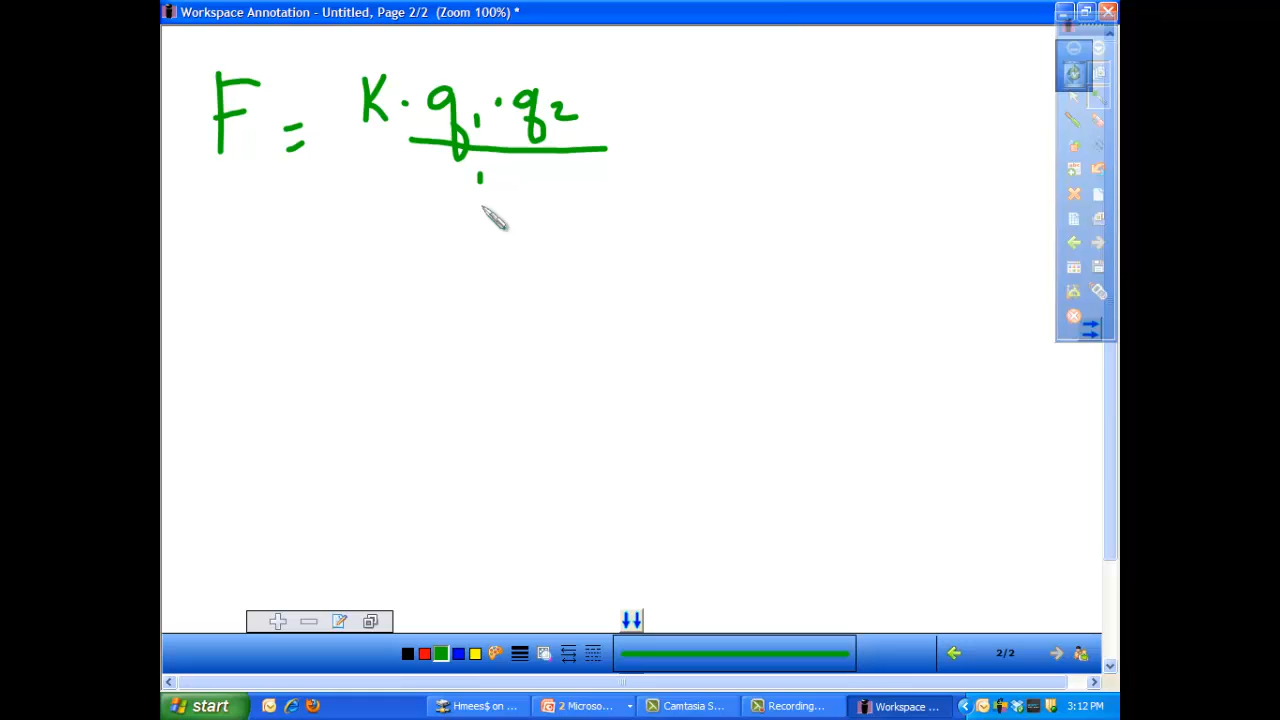 Workspace Annotation - Untitled, Page 2/2 (Zoom 100%) *
F = K · q₁ · q₂
2/2
start
Hmees$ on ...
2 Microso...
Camtasia S...
Recording...
Workspace ...
3:12 PM